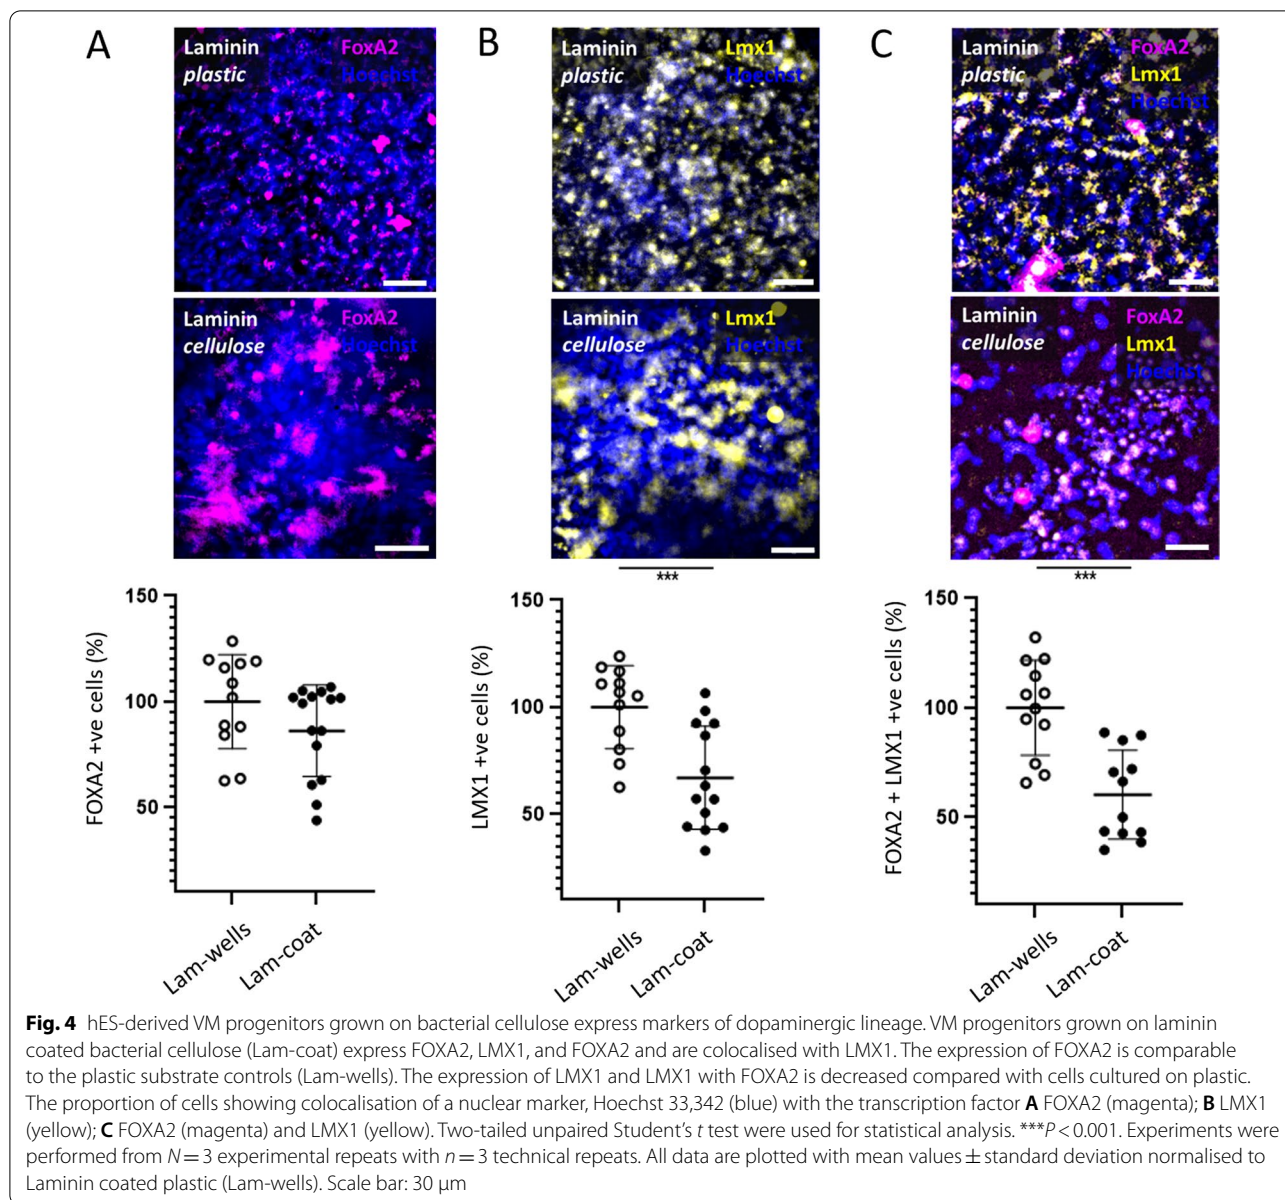 A
Laminin FoxA2
plastic Hoechst
B
Laminin Lmx1
plastic Hoechst
C
Laminin FoxA2
plastic Lmx1
Hoechst
Laminin FoxA2
cellulose Hoechst
Laminin Lmx1
cellulose Hoechst
Laminin FoxA2
cellulose Lmx1
Hoechst
FOXA2 +ve cells (%)
150
100
50
Lam-wells
Lam-coat
***
LMX1 +ve cells (%)
150
100
50
Lam-wells
Lam-coat
***
FOXA2 + LMX1 +ve cells (%)
150
100
50
Lam-wells
Lam-coat
Fig. 4 hES-derived VM progenitors grown on bacterial cellulose express markers of dopaminergic lineage. VM progenitors grown on laminin
coated bacterial cellulose (Lam-coat) express FOXA2, LMX1, and FOXA2 and are colocalised with LMX1. The expression of FOXA2 is comparable
to the plastic substrate controls (Lam-wells). The expression of LMX1 and LMX1 with FOXA2 is decreased compared with cells cultured on plastic.
The proportion of cells showing colocalisation of a nuclear marker, Hoechst 33,342 (blue) with the transcription factor A FOXA2 (magenta); B LMX1
(yellow); C FOXA2 (magenta) and LMX1 (yellow). Two-tailed unpaired Student's t test were used for statistical analysis. ***P < 0.001. Experiments were
performed from N = 3 experimental repeats with n = 3 technical repeats. All data are plotted with mean values ± standard deviation normalised to
Laminin coated plastic (Lam-wells). Scale bar: 30 µm